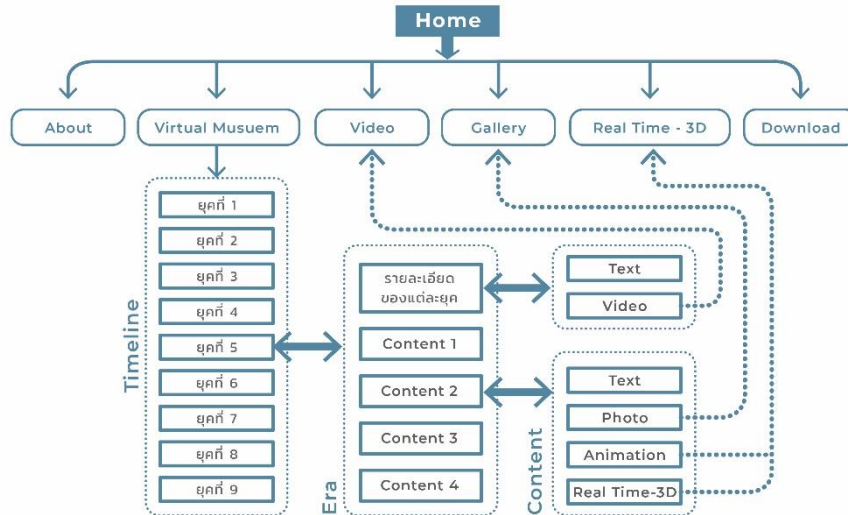 Home
About
Virtual Musuem
Video
Gallery
Real Time - 3D
Download
Timeline
ยุคที่ 1
ยุคที่ 2
ยุคที่ 3
ยุคที่ 4
ยุคที่ 5
ยุคที่ 6
ยุคที่ 7
ยุคที่ 8
ยุคที่ 9
Era
รายละเอียด
ของแต่ละยุค
Content 1
Content 2
Content 3
Content 4
Text
Video
Content
Text
Photo
Animation
Real Time-3D